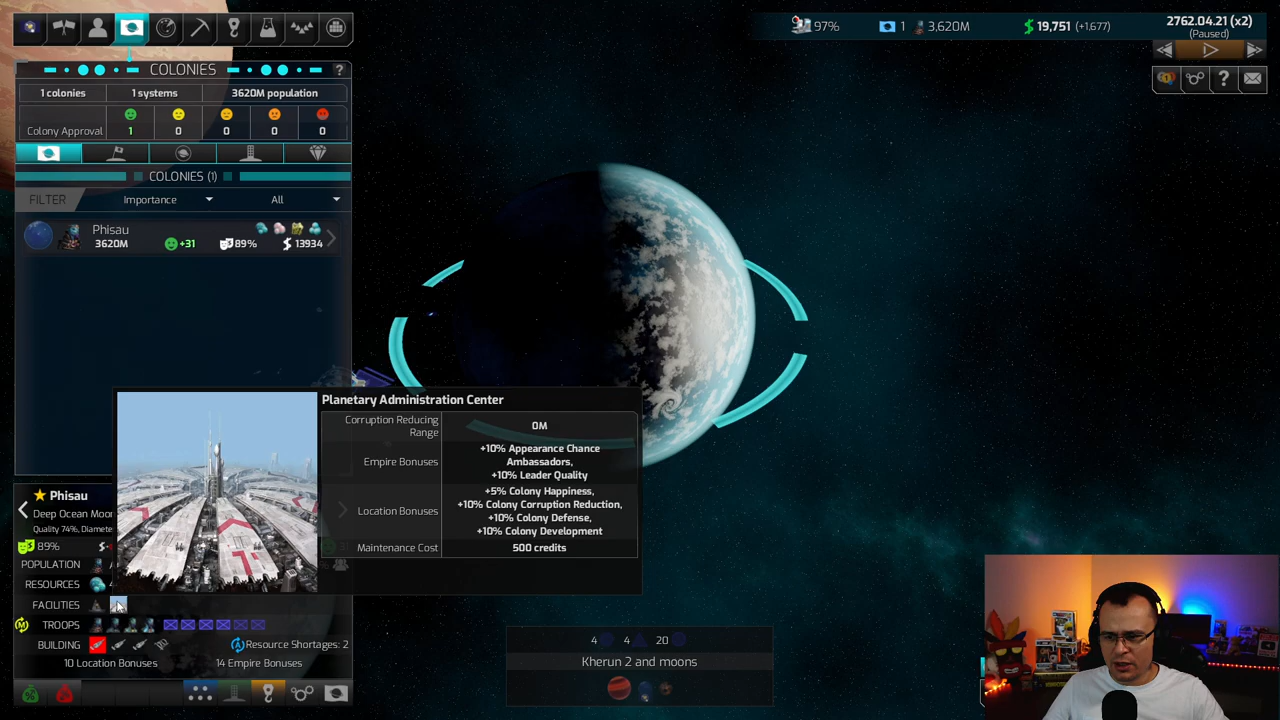 97%
1
3,620M
19,751 (+1,677)
2762.04.21 (x2)
(Paused)
COLONIES
?
1 colonies
1 systems
3620M population
Colony Approval
1
0
0
0
0
COLONIES (1)
FILTER
Importance
All
Phisau
3620M
+31
89%
13934
Planetary Administration Center
Corruption Reducing
Range
0M
Empire Bonuses
+10% Appearance Chance
Ambassadors,
+10% Leader Quality
Location Bonuses
+5% Colony Happiness,
+10% Colony Corruption Reduction,
+10% Colony Defense,
+10% Colony Development
Maintenance Cost
500 credits
Phisau
Deep Ocean Moon
Quality 74%, Diamete
89%
POPULATION
RESOURCES
FACILITIES
TROOPS
BUILDING
Resource Shortages: 2
10 Location Bonuses
14 Empire Bonuses
4
4
20
Kherun 2 and moons